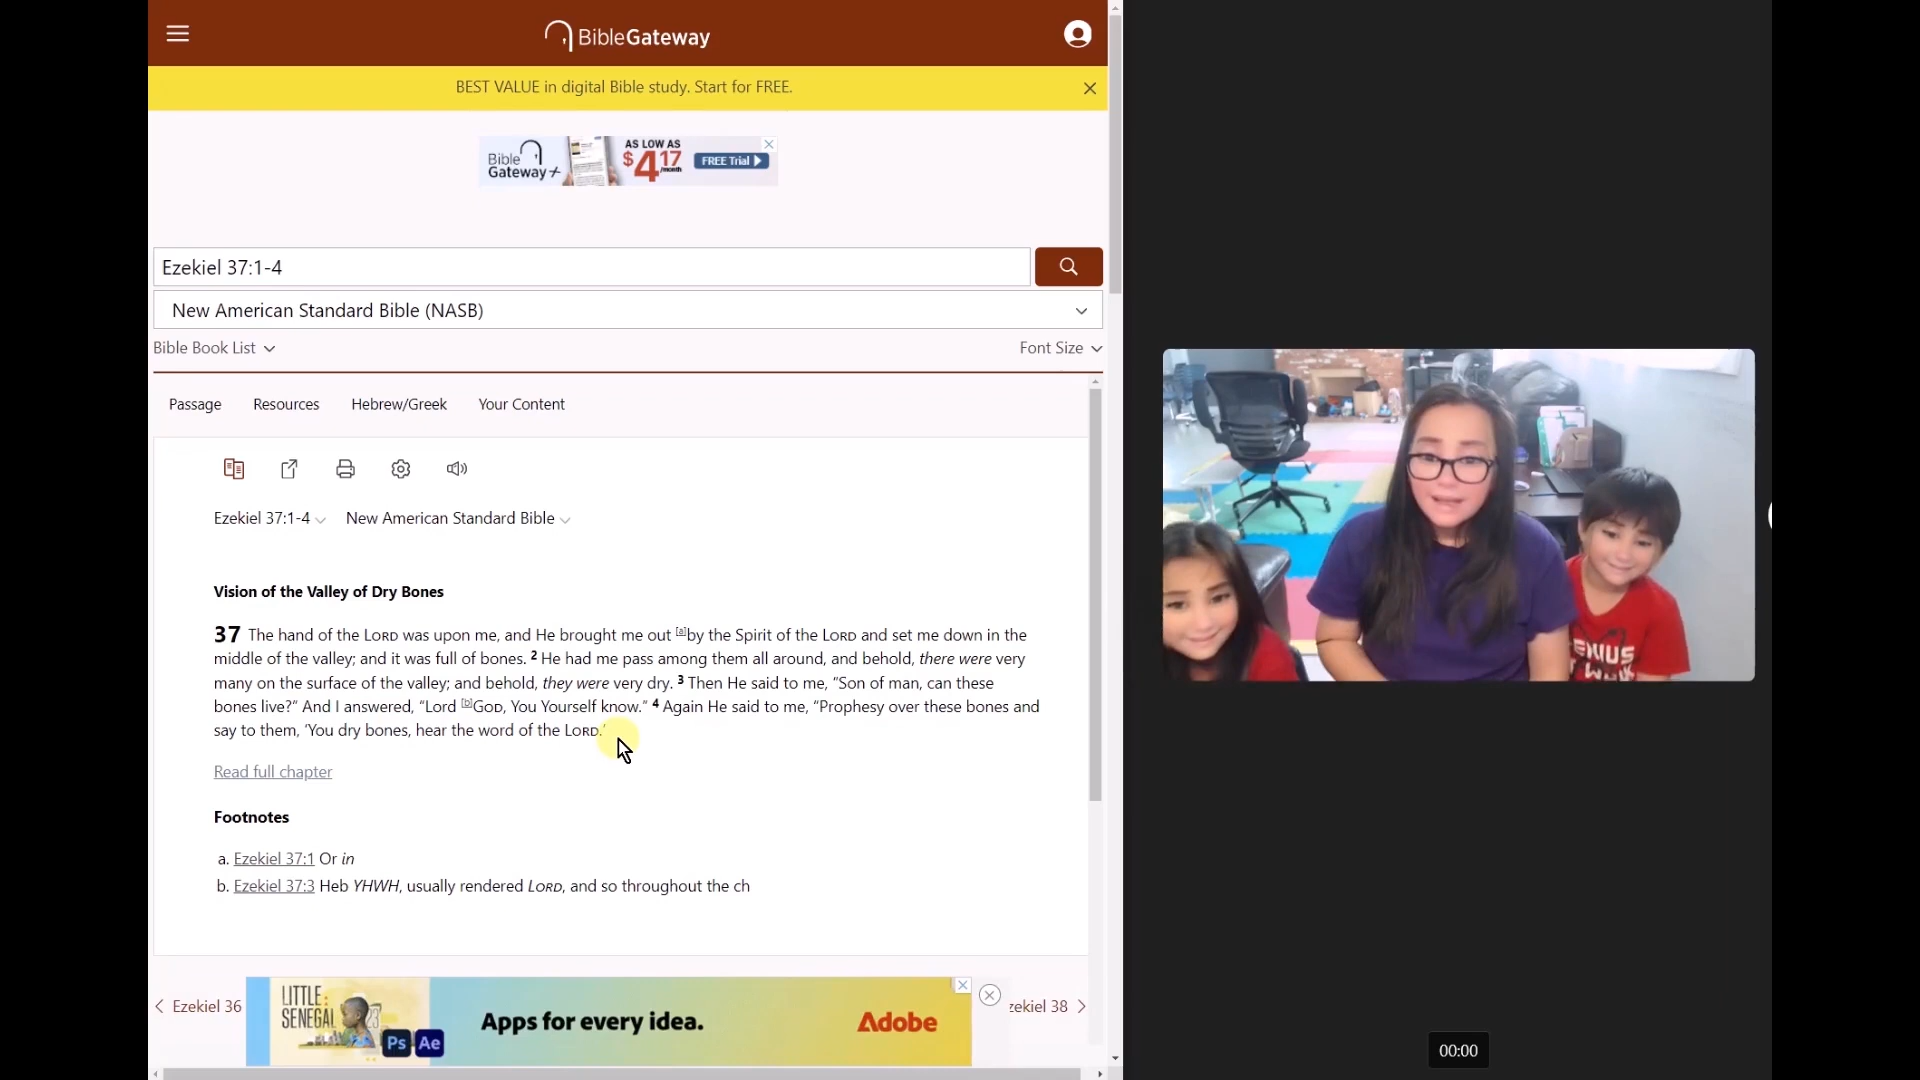 BibleGateway
BEST VALUE in digital Bible study. Start for FREE.
Bible Gateway+
AS LOW AS
$4.17
/month
FREE Trial
Ezekiel 37:1-4
New American Standard Bible (NASB)
Bible Book List
Font Size
Passage Resources Hebrew/Greek Your Content
Ezekiel 37:1-4 New American Standard Bible
Vision of the Valley of Dry Bones
37 The hand of the LORD was upon me, and He brought me out [a]by the Spirit of the LORD and set me down in the
middle of the valley; and it was full of bones. 2 He had me pass among them all around, and behold, there were very
many on the surface of the valley; and behold, they were very dry. 3 Then He said to me, “Son of man, can these
bones live?” And I answered, “Lord [b]GOD, You Yourself know.” 4 Again He said to me, “Prophesy over these bones and
say to them, ‘You dry bones, hear the word of the LORD.’
Read full chapter
Footnotes
a. Ezekiel 37:1 Or in
b. Ezekiel 37:3 Heb YHWH, usually rendered LORD, and so throughout the ch
Ezekiel 36
LITTLE
SENEGAL
Ps Ae
Apps for every idea.
Adobe
zekiel 38
00:00